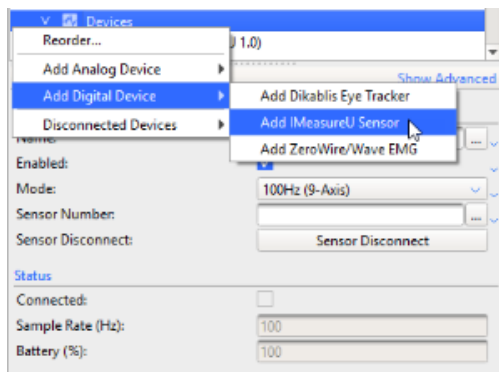 Devices
Reorder...
U 1.0)
Add Analog Device
Show Advanced
Add Digital Device
Add Dikablis Eye Tracker
Add IMeasureU Sensor
Disconnected Devices
Add ZeroWire/Wave EMG
Name:
...
Enabled:
Mode:
100Hz (9-Axis)
Sensor Number:
...
Sensor Disconnect:
Sensor Disconnect
Status
Connected:
Sample Rate (Hz):
100
Battery (%):
100